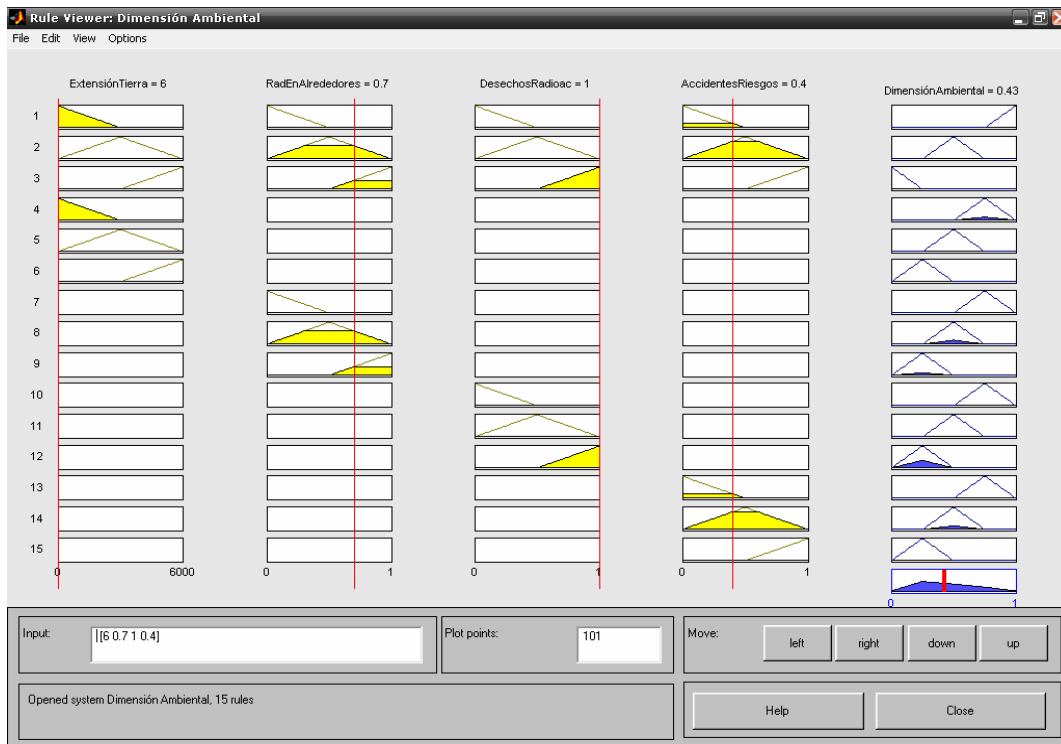 Rule Viewer: Dimensión Ambiental
File Edit View Options
ExtensiónTierra = 6 RadEnAlrededores = 0.7 DesechosRadioac = 1 AccidentesRiesgos = 0.4 DimensiónAmbiental = 0.43
1
2
3
4
5
6
7
8
9
10
11
12
13
14
15
0 6000 0 1 0 1 0 1
0 1
Input: [6 0.7 1 0.4] Plot points: 101 Move: left right down up
Opened system Dimensión Ambiental, 15 rules
Help Close